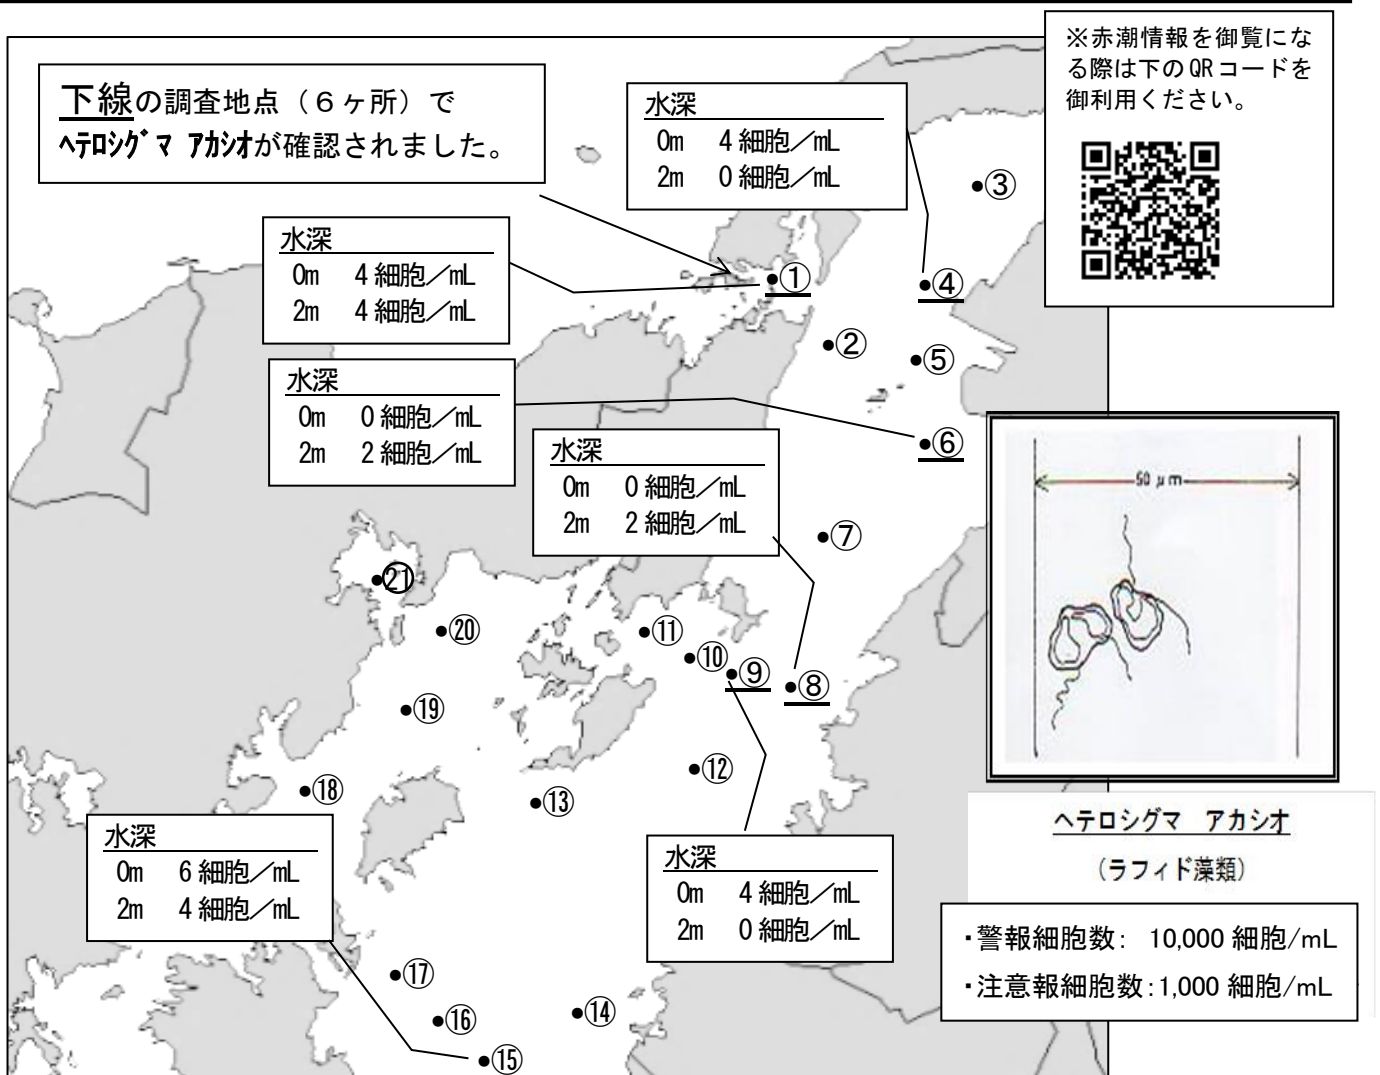 ※赤潮情報を御覧にな
る際は下のQRコードを
御利用ください。
下線の調査地点（６ヶ所）で
ﾍﾃﾛｼｸﾞﾏ ｱｶｼｵが確認されました。
水深
0m 4 細胞／mL
2m 0 細胞／mL
③
水深
0m 4 細胞／mL
2m 4 細胞／mL
①
④
②
⑤
水深
0m 0 細胞／mL
2m 2 細胞／mL
⑥
水深
0m 0 細胞／mL
2m 2 細胞／mL
50 μm
⑦
㉑
⑳
⑪
⑩
⑨
⑧
⑲
⑫
⑱
⑬
水深
0m 6 細胞／mL
2m 4 細胞／mL
水深
0m 4 細胞／mL
2m 0 細胞／mL
ヘテロシグマ アカシオ
（ラフィド藻類）
・警報細胞数： 10,000 細胞/mL
・注意報細胞数：1,000 細胞/mL
⑰
⑯
⑭
⑮